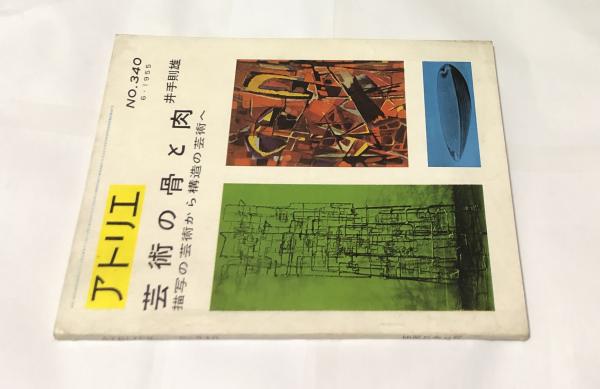 アトリエ
NO.340
6・1955
芸術の骨と肉
描写の芸術から構造の芸術へ
井手則雄